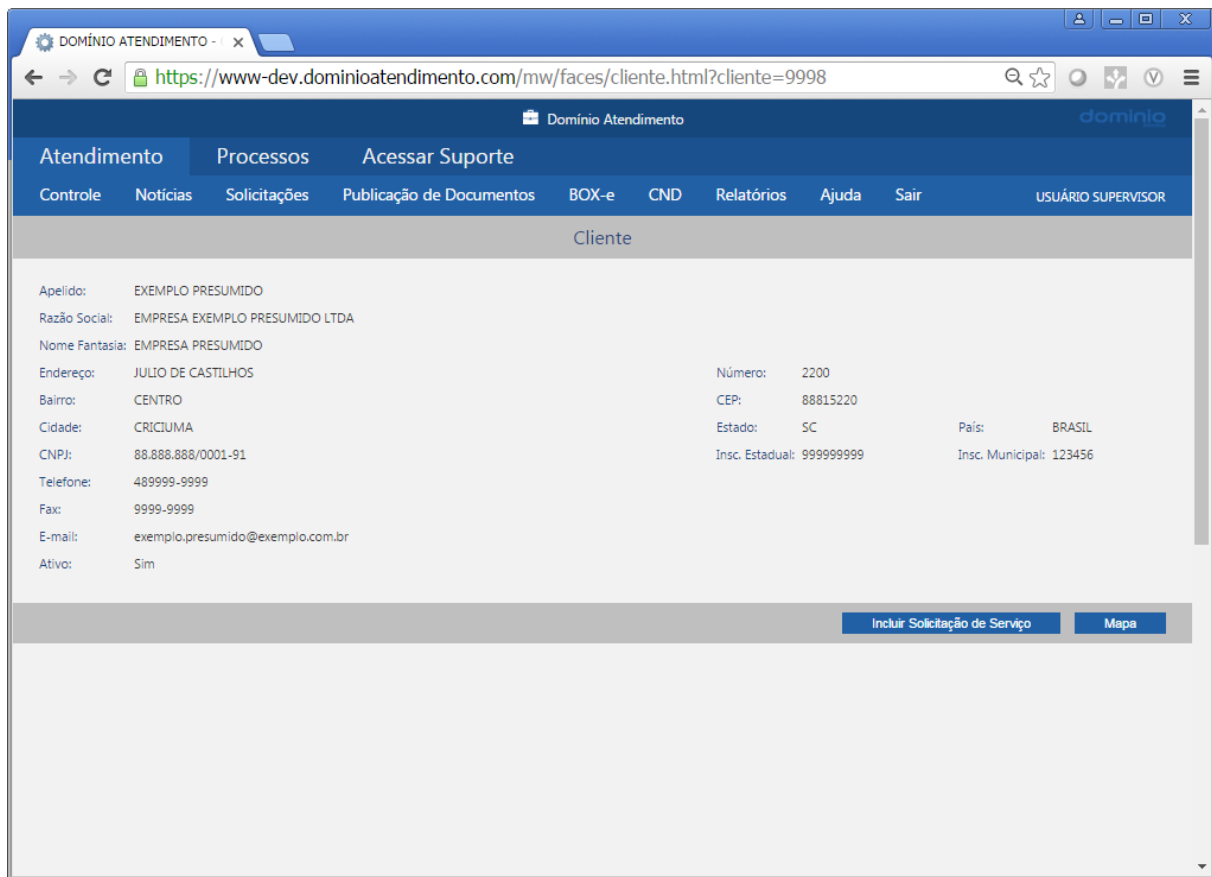 DOMÍNIO ATENDIMENTO -
https://www-dev.dominioatendimento.com/mw/faces/cliente.html?cliente=9998
Domínio Atendimento
domínio
Atendimento Processos Acessar Suporte
Controle Notícias Solicitações Publicação de Documentos BOX-e CND Relatórios Ajuda Sair USUÁRIO SUPERVISOR
Cliente
Apelido: EXEMPLO PRESUMIDO
Razão Social: EMPRESA EXEMPLO PRESUMIDO LTDA
Nome Fantasia: EMPRESA PRESUMIDO
Endereço: JULIO DE CASTILHOS Número: 2200
Bairro: CENTRO CEP: 88815220
Cidade: CRICIUMA Estado: SC País: BRASIL
CNPJ: 88.888.888/0001-91 Insc. Estadual: 999999999 Insc. Municipal: 123456
Telefone: 489999-9999
Fax: 9999-9999
E-mail: exemplo.presumido@exemplo.com.br
Ativo: Sim
Incluir Solicitação de Serviço Mapa